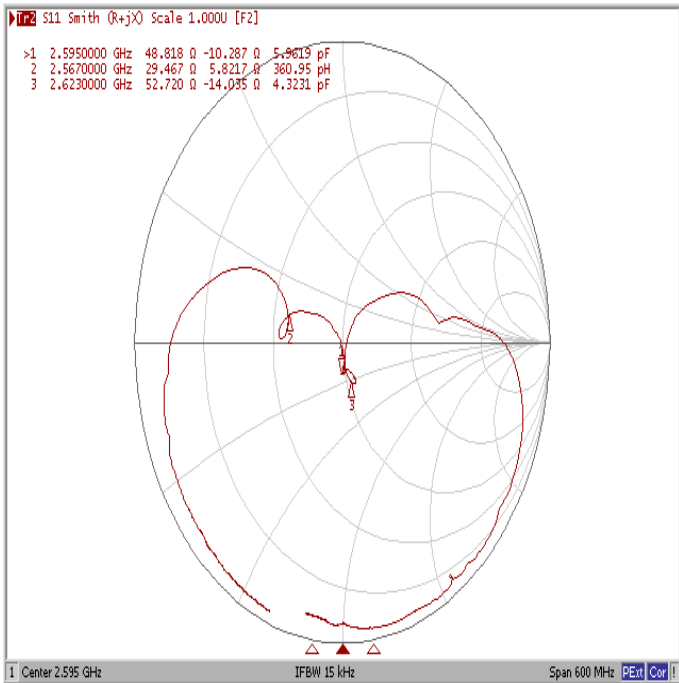 Tr2 S11 Smith (R+jX) Scale 1.000U [F2]
>1 2.5950000 GHz 48.818 Ω -10.287 Ω 5.9619 pF
2 2.5670000 GHz 29.467 Ω 5.8217 Ω 360.95 pH
3 2.6230000 GHz 52.720 Ω -14.035 Ω 4.3231 pF
2
3
1 Center 2.595 GHz IFBW 15 kHz Span 600 MHz PExt Cor !